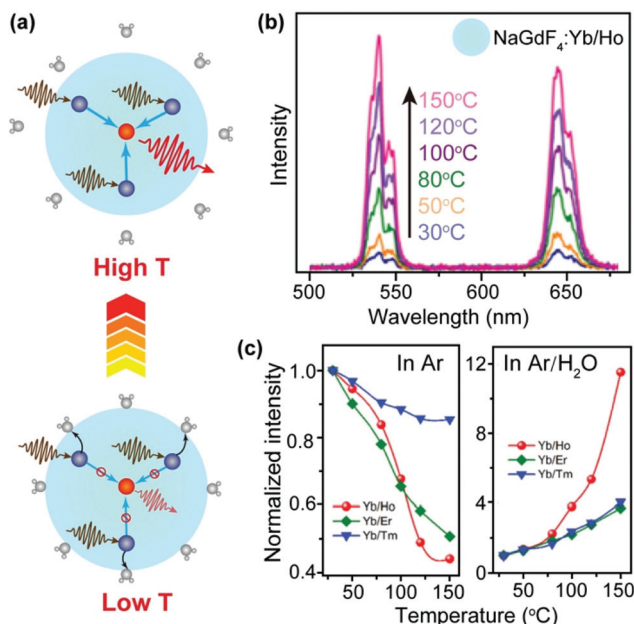 (a)
High T
Low T
(b)
NaGdF₄:Yb/Ho
150°C
120°C
100°C
80°C
50°C
30°C
Intensity
500 550 600 650
Wavelength (nm)
(c)
In Ar
1.0
0.8
0.6
0.4
Normalized intensity
Yb/Ho
Yb/Er
Yb/Tm
50 100 150
In Ar/H₂O
12
8
4
0
Yb/Ho
Yb/Er
Yb/Tm
50 100 150
Temperature (°C)